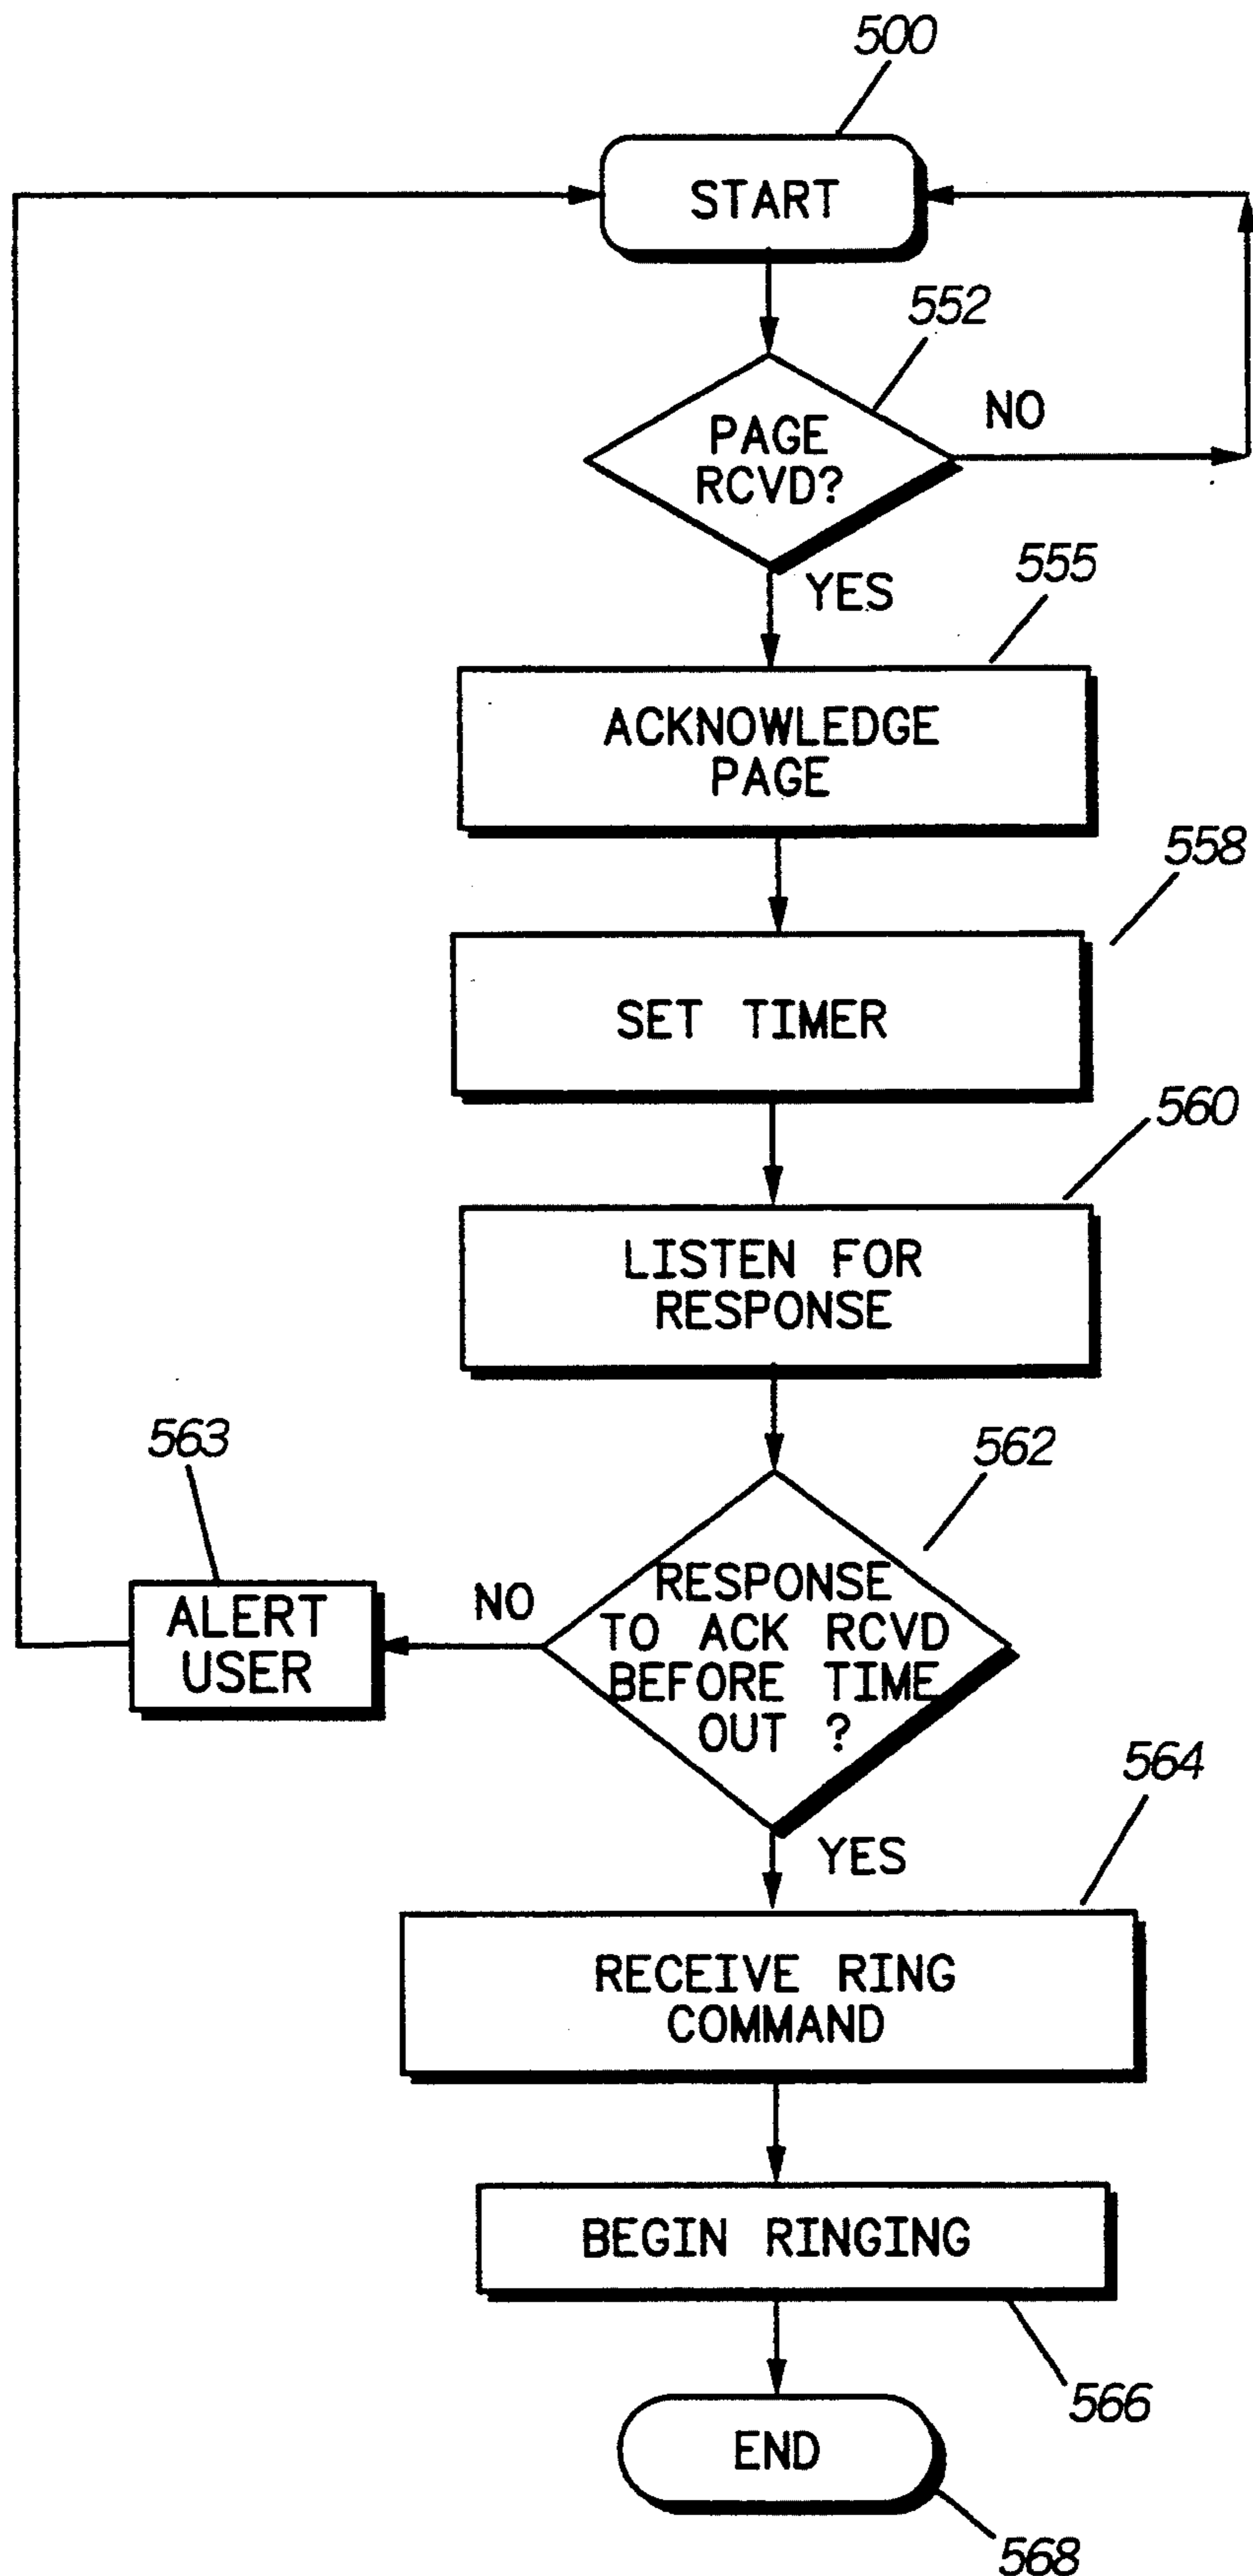 500
START
552
NO
PAGE
RCVD?
YES
555
ACKNOWLEDGE
PAGE
558
SET TIMER
560
LISTEN FOR
RESPONSE
563
562
ALERT
USER
NO
RESPONSE
TO ACK RCVD
BEFORE TIME
OUT ?
564
YES
RECEIVE RING
COMMAND
BEGIN RINGING
566
END
568